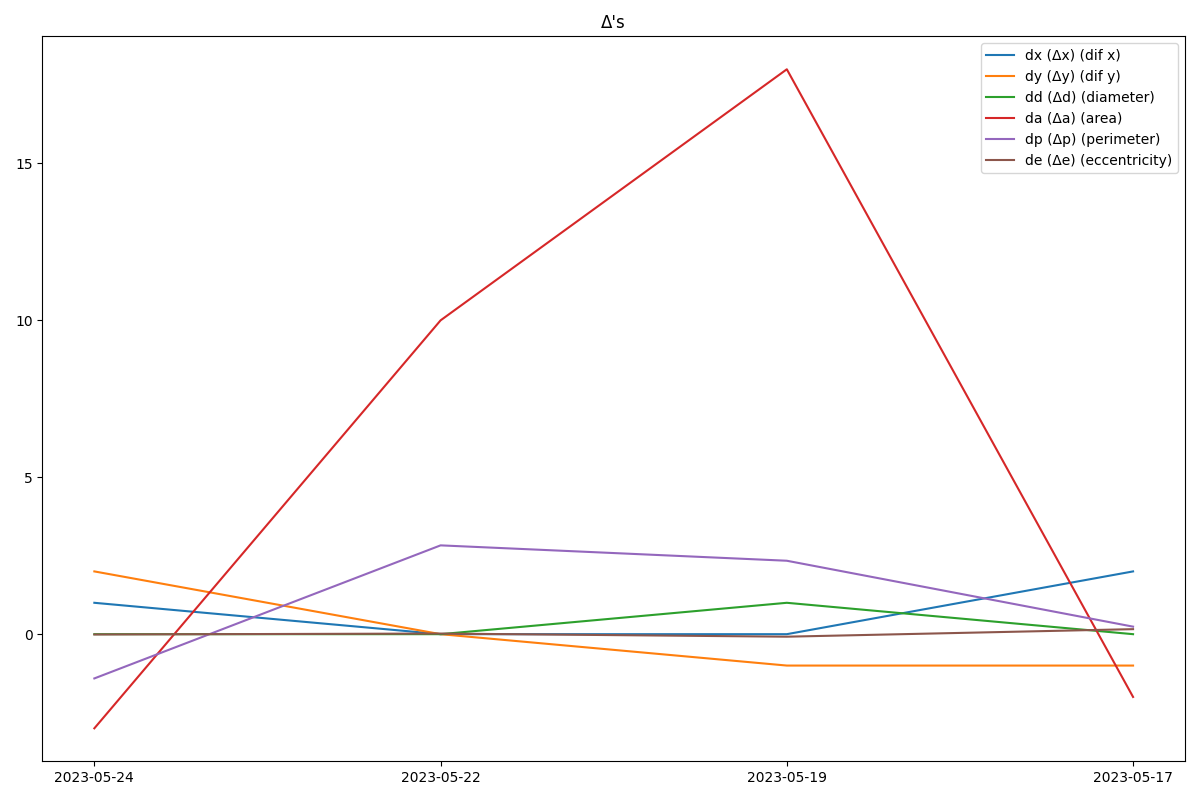 Δ's
dx (Δx) (dif x)
dy (Δy) (dif y)
dd (Δd) (diameter)
da (Δa) (area)
dp (Δp) (perimeter)
de (Δe) (eccentricity)
15
10
5
0
2023-05-24
2023-05-22
2023-05-19
2023-05-17